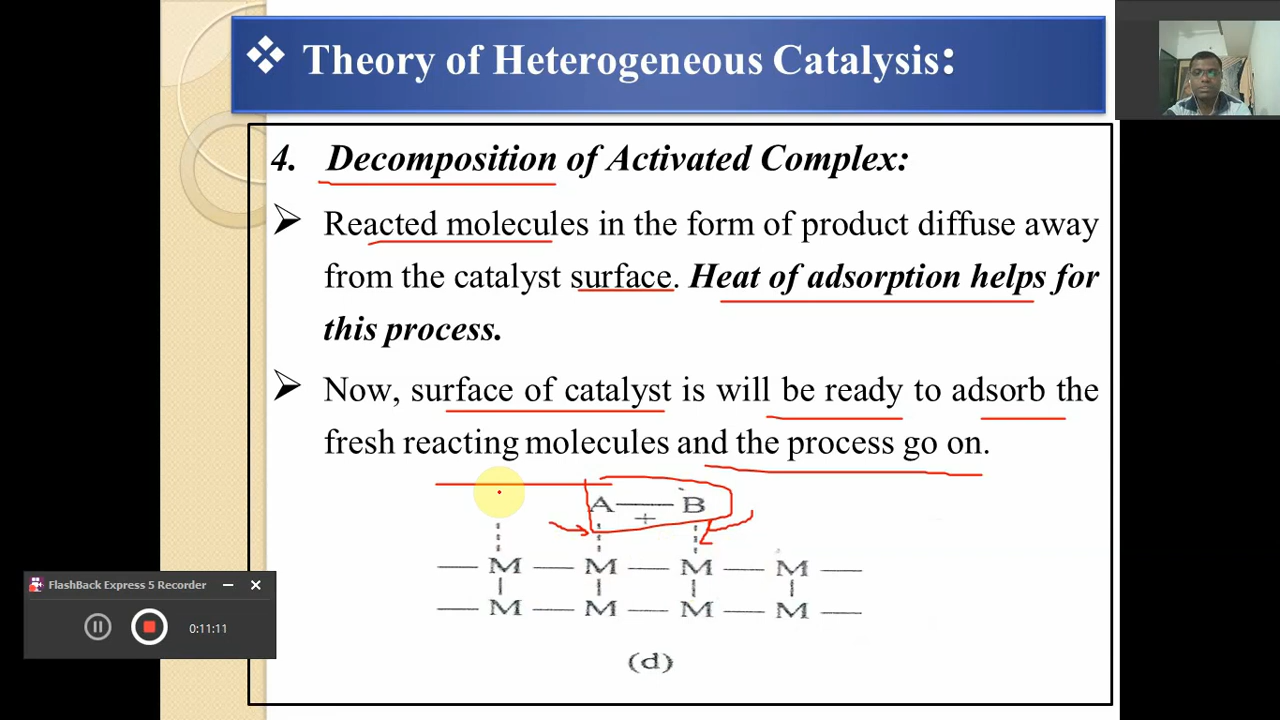 ❖ Theory of Heterogeneous Catalysis:
4. Decomposition of Activated Complex:
➢ Reacted molecules in the form of product diffuse away
from the catalyst surface. Heat of adsorption helps for
this process.
➢ Now, surface of catalyst is will be ready to adsorb the
fresh reacting molecules and the process go on.
A — B
+
— M — M — M — M —
— M — M — M — M —
(d)
FlashBack Express 5 Recorder
0:11:11